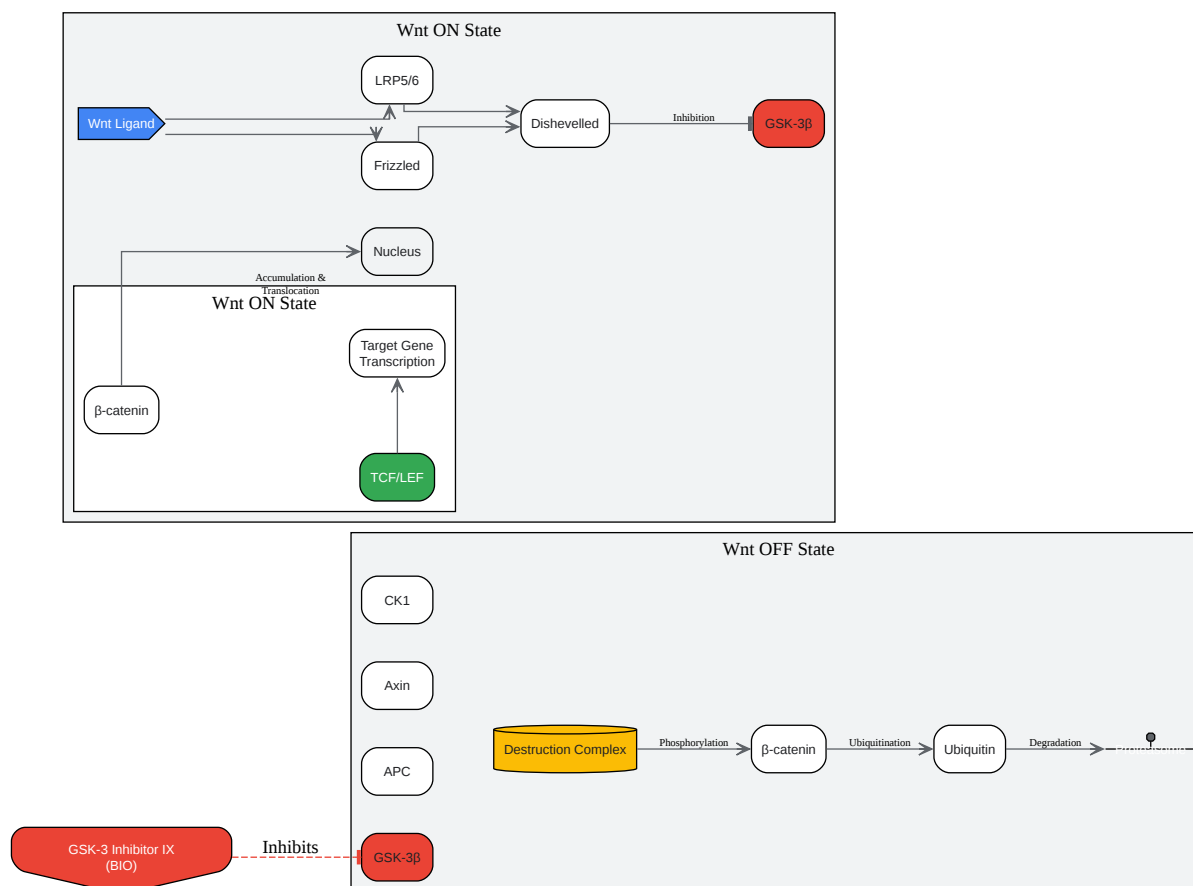 Wnt ON State
LRP5/6
Wnt Ligand
Dishevelled
Inhibition
GSK-3β
Frizzled
Nucleus
Accumulation &
Translocation
Wnt ON State
Target Gene
Transcription
β-catenin
TCF/LEF
Wnt OFF State
CK1
Axin
Destruction Complex
Phosphorylation
β-catenin
Ubiquitination
Ubiquitin
Degradation
APC
GSK-3 Inhibitor IX
(BIO)
Inhibits
GSK-3β